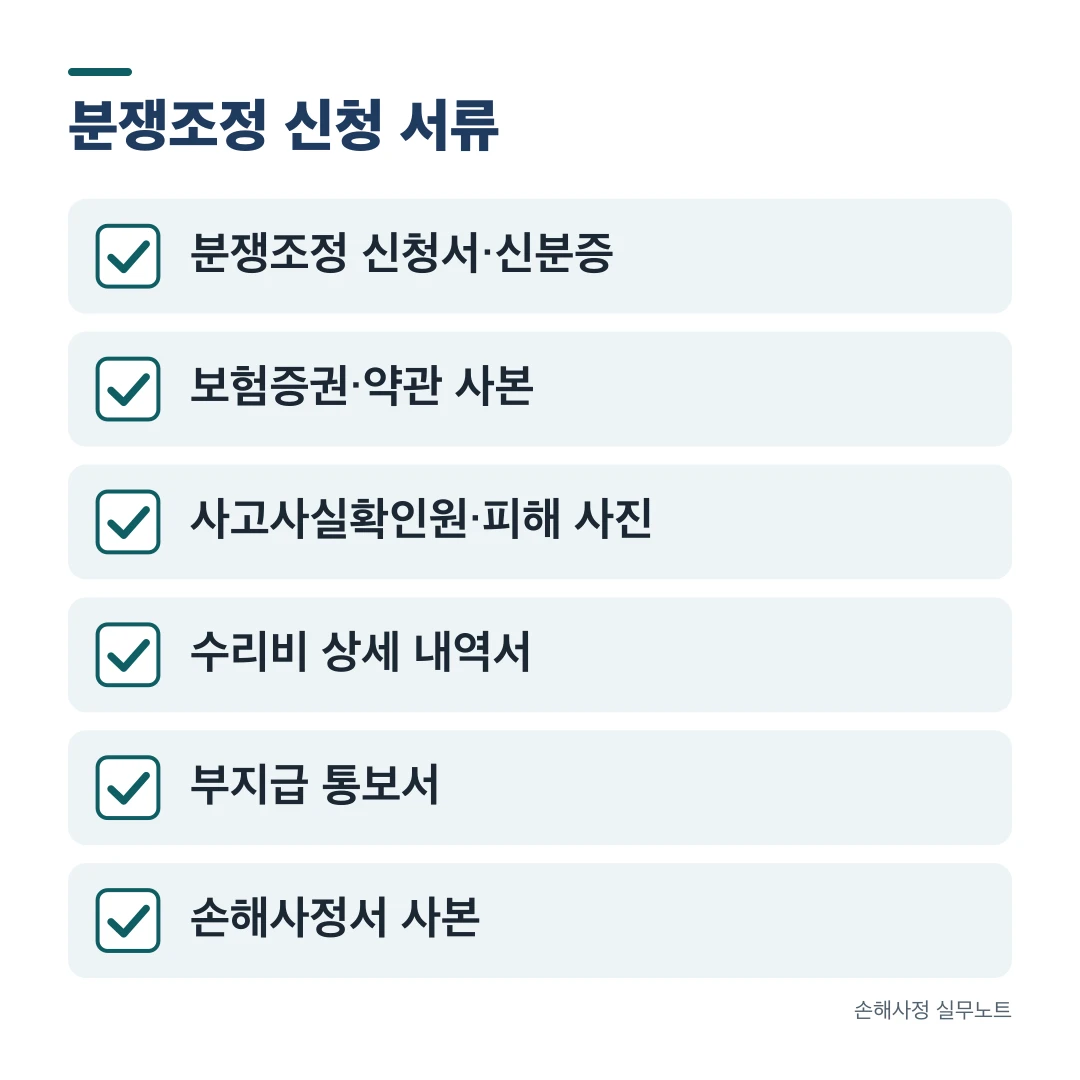 분쟁조정 신청 서류
분쟁조정 신청서·신분증
보험증권·약관 사본
사고사실확인원·피해 사진
수리비 상세 내역서
부지급 통보서
손해사정서 사본
손해사정 실무노트